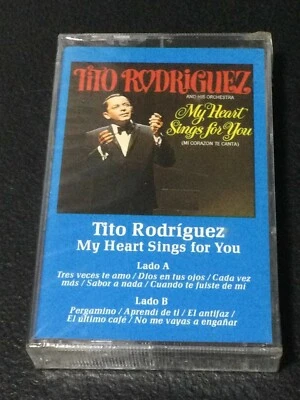 TITO RODRIGUEZ
AND HIS ORCHESTRA
My Heart
Sings for You
(MI CORAZON TE CANTA)
Tito Rodríguez
My Heart Sings for You
Lado A
Tres veces te amo / Dios en tus ojos / Cada vez
más / Sabor a nada / Cuando te fuiste de mi
Lado B
Pergamino / Aprendí de ti / El antifaz /
El último café / No me vayas a engañar